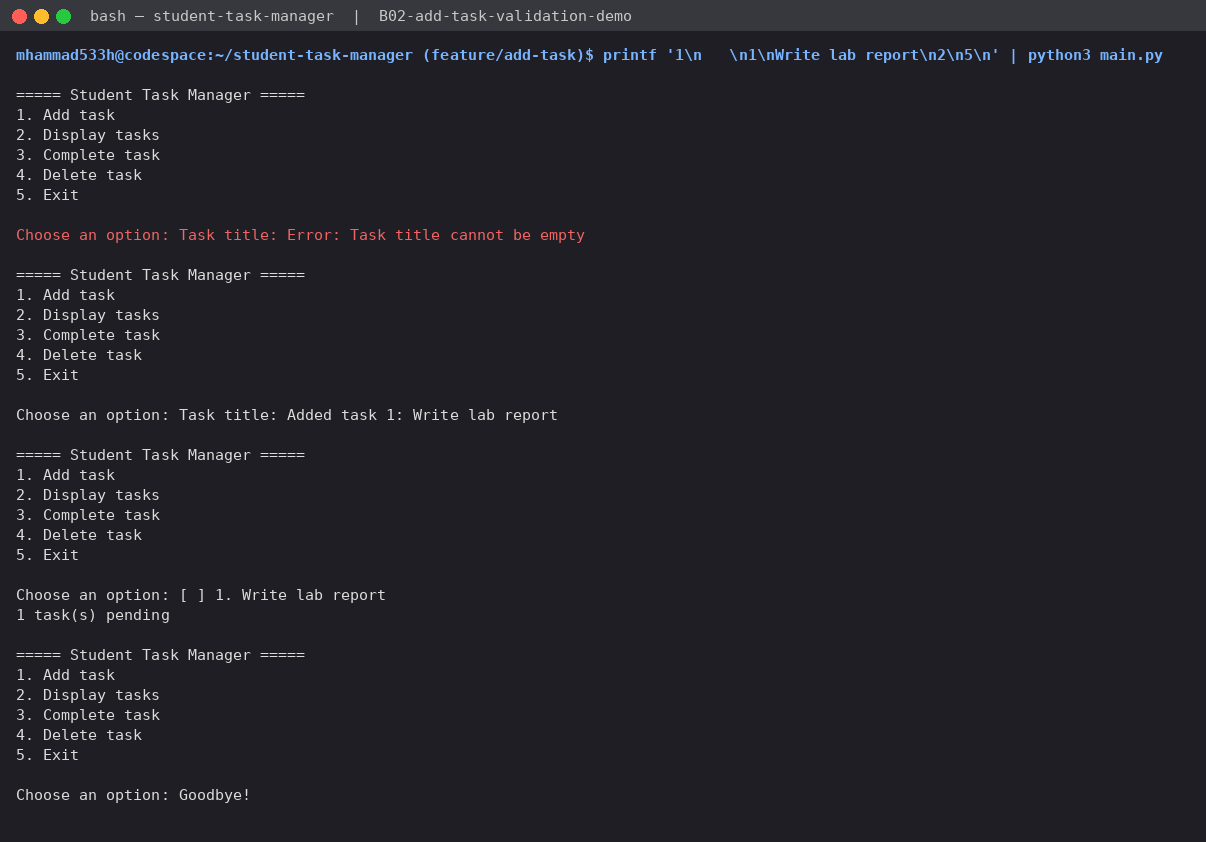 bash — student-task-manager  |  B02-add-task-validation-demo
mhammad533h@codespace:~/student-task-manager (feature/add-task)$ printf '1\n   \n1\nWrite lab report\n2\n5\n' | python3 main.py
===== Student Task Manager =====
1. Add task
2. Display tasks
3. Complete task
4. Delete task
5. Exit
Choose an option: Task title: Error: Task title cannot be empty
===== Student Task Manager =====
1. Add task
2. Display tasks
3. Complete task
4. Delete task
5. Exit
Choose an option: Task title: Added task 1: Write lab report
===== Student Task Manager =====
1. Add task
2. Display tasks
3. Complete task
4. Delete task
5. Exit
Choose an option: [ ] 1. Write lab report
1 task(s) pending
===== Student Task Manager =====
1. Add task
2. Display tasks
3. Complete task
4. Delete task
5. Exit
Choose an option: Goodbye!